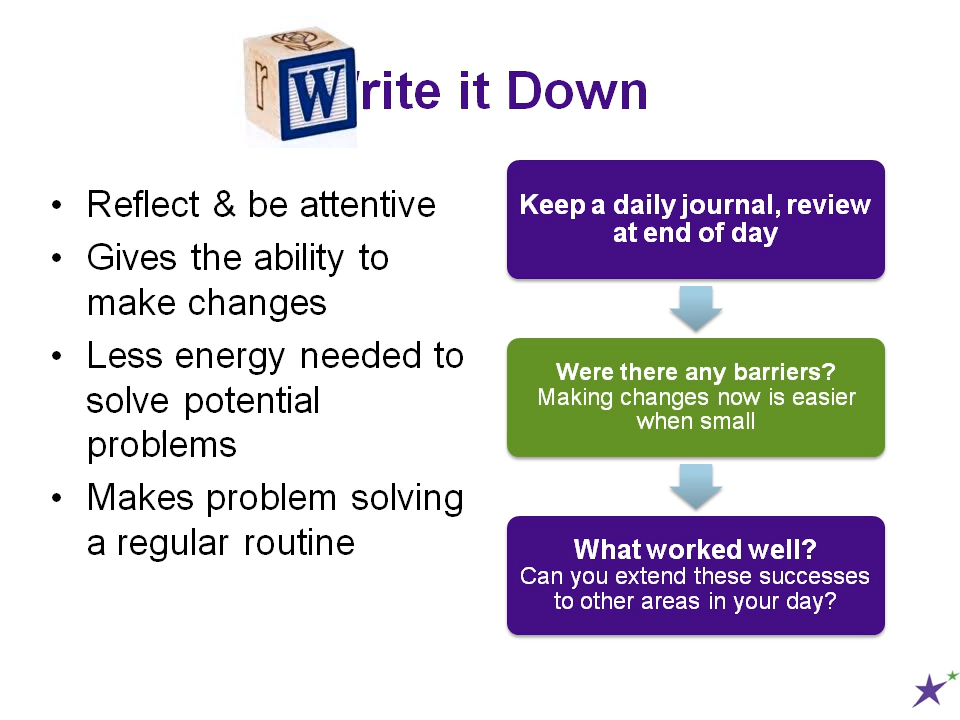 r W Write it Down
• Reflect & be attentive
• Gives the ability to
make changes
• Less energy needed to
solve potential
problems
• Makes problem solving
a regular routine
Keep a daily journal, review
at end of day
Were there any barriers?
Making changes now is easier
when small
What worked well?
Can you extend these successes
to other areas in your day?